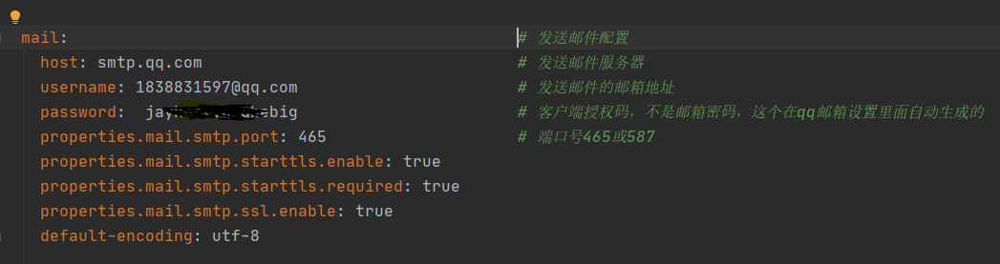 mail: # 发送邮件配置
host: smtp.qq.com # 发送邮件服务器
username: 1838831597@qq.com # 发送邮件的邮箱地址
password: # 客户端授权码，不是邮箱密码，这个在qq邮箱设置里面自动生成的
properties.mail.smtp.port: 465 # 端口号465或587
properties.mail.smtp.starttls.enable: true
properties.mail.smtp.starttls.required: true
properties.mail.smtp.ssl.enable: true
default-encoding: utf-8